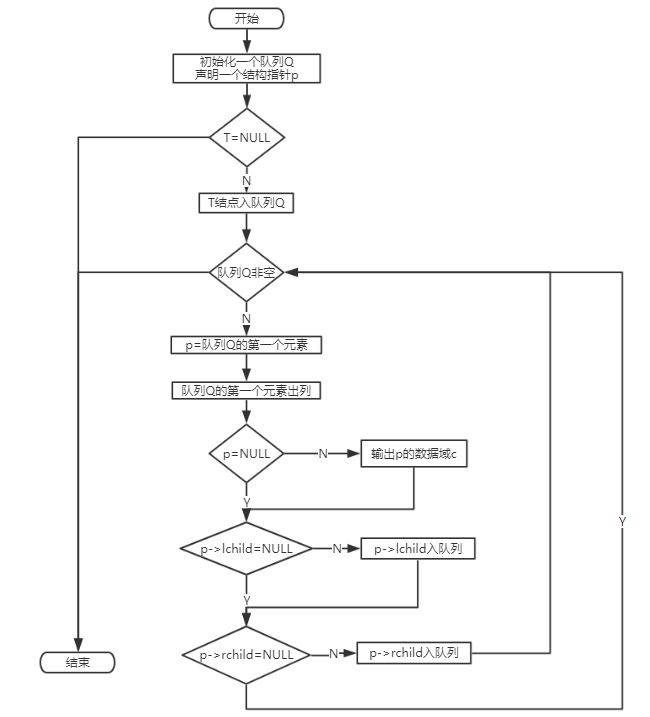 开始
初始化一个队列Q
声明一个结构指针p
T=NULL
N
T结点入队列Q
队列Q非空
N
p=队列Q的第一个元素
队列Q的第一个元素出列
p=NULL
N
输出p的数据域c
Y
Y
p->lchild=NULL
N
p->lchild入队列
Y
p->rchild=NULL
N
p->rchild入队列
结束